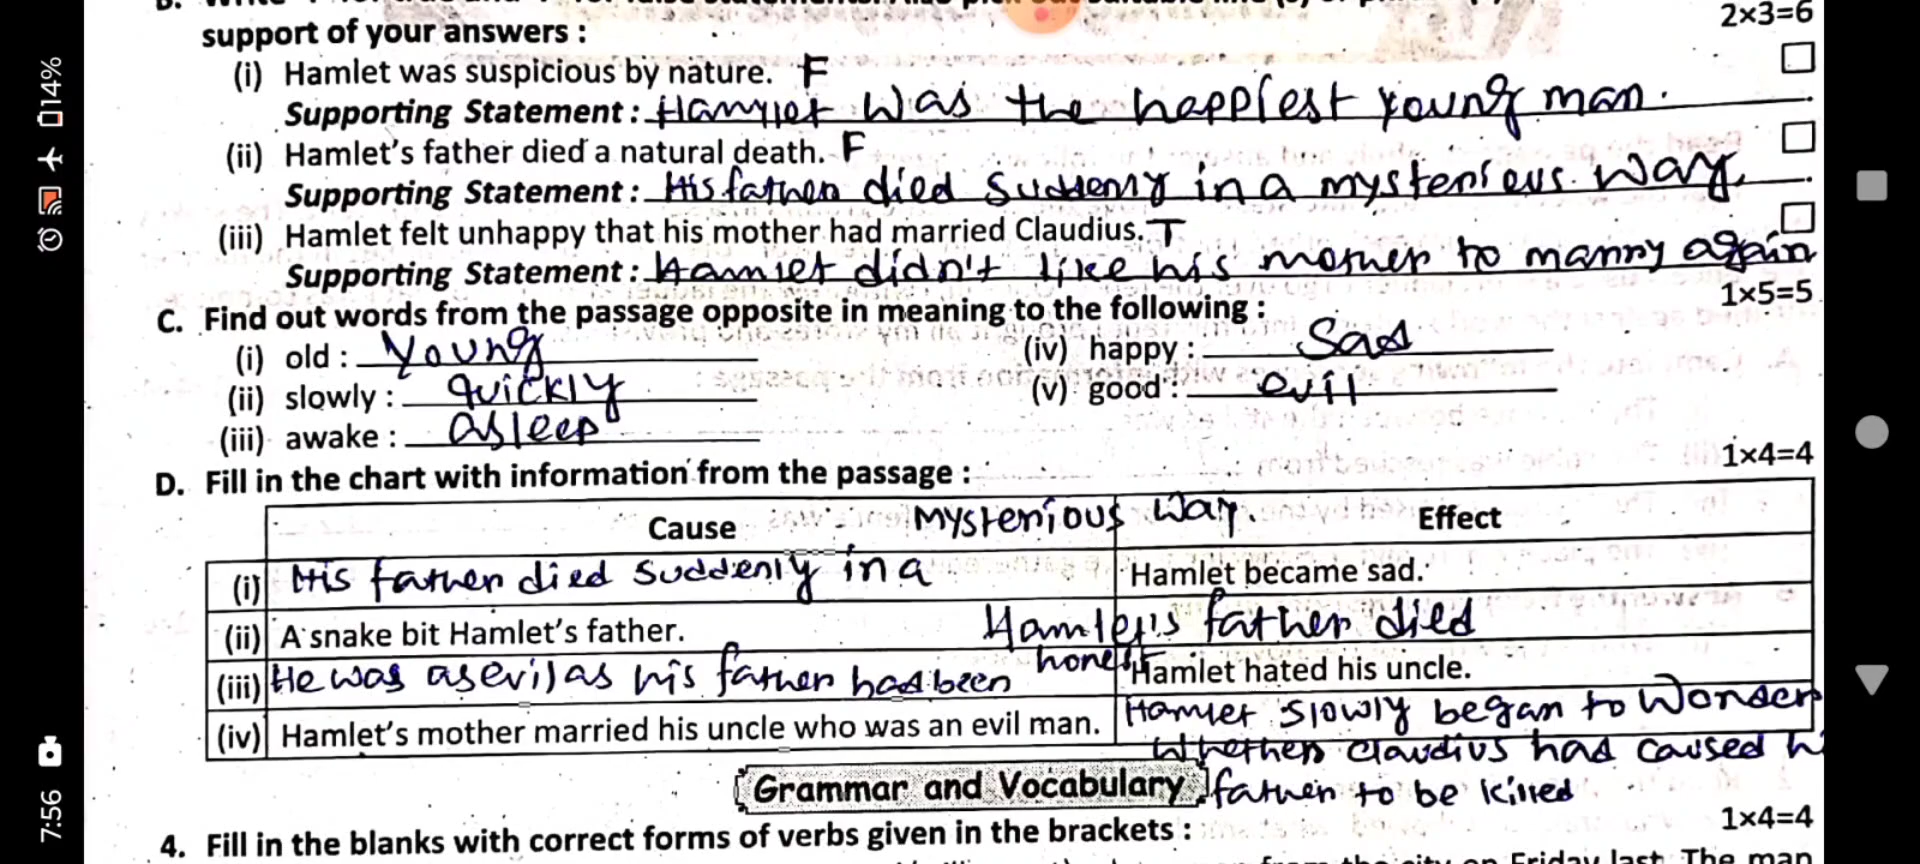 support of your answers :
2×3=6
(i) Hamlet was suspicious by nature. F
Supporting Statement : Hamlet was the happiest young man.
(ii) Hamlet's father died a natural death. F
Supporting Statement : His father died suddenly in a mysterious way.
(iii) Hamlet felt unhappy that his mother had married Claudius. T
Supporting Statement : Hamlet didn't like his mother to marry again
1×5=5
C. Find out words from the passage opposite in meaning to the following :
(i) old : Young (iv) happy : Sad
(ii) slowly : quickly (v) good : evil
(iii) awake : asleep
D. Fill in the chart with information from the passage : 1×4=4
Cause Mysterious way. Effect
(i) His father died suddenly in a Hamlet became sad.
(ii) A snake bit Hamlet's father. Hamlet's father died
(iii) He was as evil as his father had been honest Hamlet hated his uncle.
(iv) Hamlet's mother married his uncle who was an evil man. Hamlet slowly began to wonder
whether Claudius had caused
Grammar and Vocabulary father to be killed
4. Fill in the blanks with correct forms of verbs given in the brackets : 1×4=4
city on Friday last. The man
14%
7:56